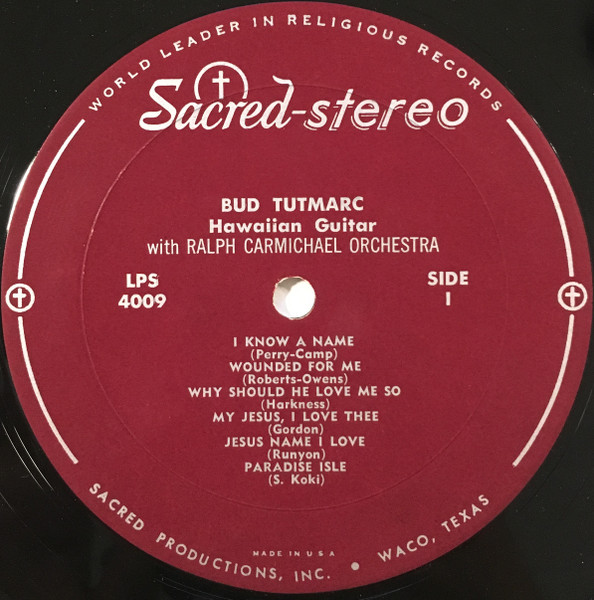 WORLD LEADER IN RELIGIOUS RECORDS
Sacred-stereo
BUD TUTMARC
Hawaiian Guitar
with RALPH CARMICHAEL ORCHESTRA
LPS
4009
SIDE
I
I KNOW A NAME
(Perry-Camp)
WOUNDED FOR ME
(Roberts-Owens)
WHY SHOULD HE LOVE ME SO
(Harkness)
MY JESUS, I LOVE THEE
(Gordon)
JESUS NAME I LOVE
(Runyon)
PARADISE ISLE
(S. Koki)
MADE IN USA
SACRED PRODUCTIONS, INC. • WACO, TEXAS